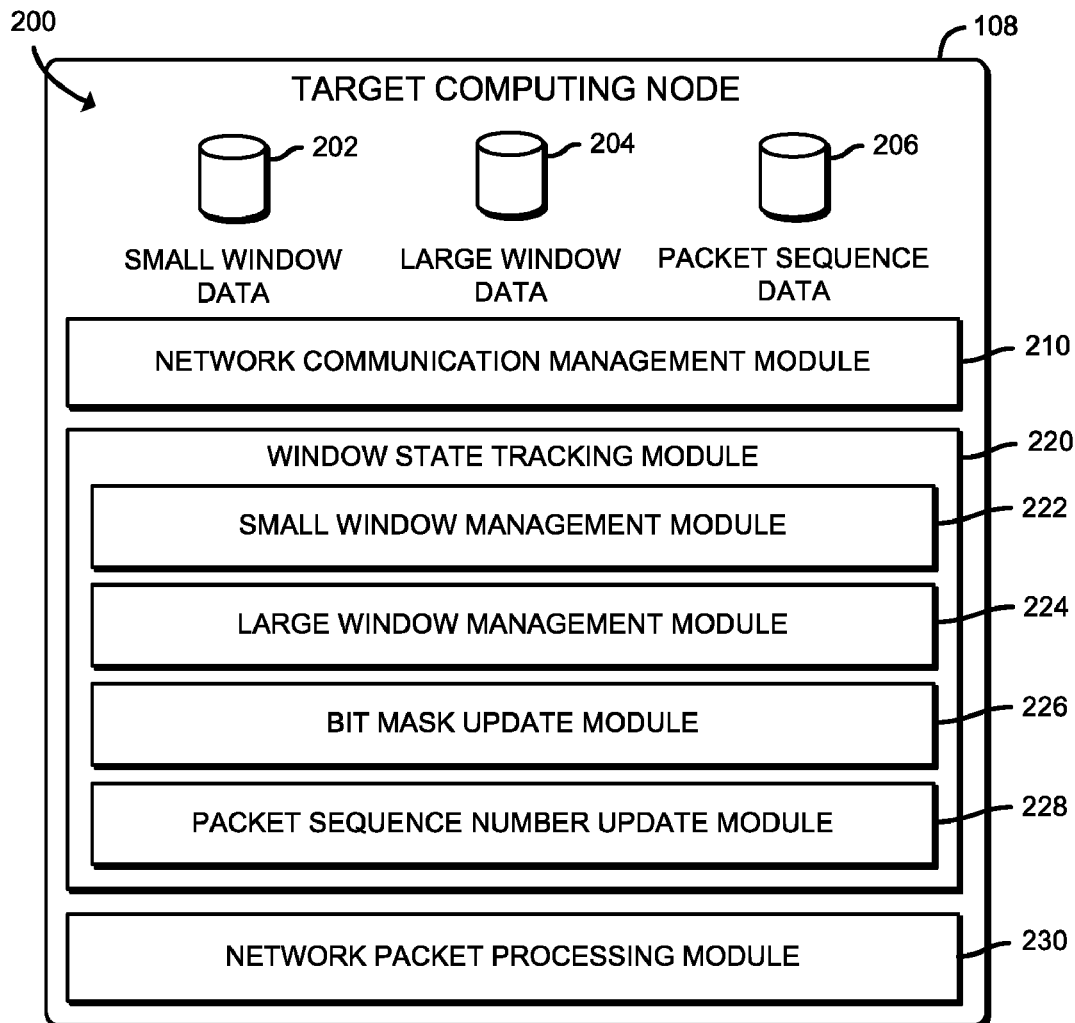 200
108
TARGET COMPUTING NODE
202
204
206
SMALL WINDOW
DATA
LARGE WINDOW
DATA
PACKET SEQUENCE
DATA
NETWORK COMMUNICATION MANAGEMENT MODULE
210
WINDOW STATE TRACKING MODULE
220
SMALL WINDOW MANAGEMENT MODULE
222
LARGE WINDOW MANAGEMENT MODULE
224
BIT MASK UPDATE MODULE
226
PACKET SEQUENCE NUMBER UPDATE MODULE
228
NETWORK PACKET PROCESSING MODULE
230